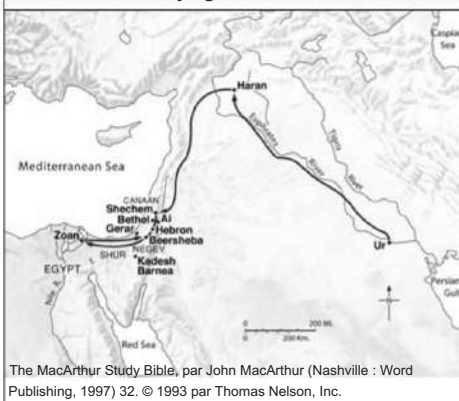 Caspian
Sea
Haran
Euphrates
River
Tigris
River
Mediterranean Sea
CANAAN
Shechem
Bethel
Ai
Gerar
Hebron
Beersheba
Zoan
SHUR
NEGEV
Kadesh
Barnea
EGYPT
Nile R.
Ur
Persian
Gulf
Red Sea
N
0
200 Mi.
0
200 Km.
The MacArthur Study Bible, par John MacArthur (Nashville : Word
Publishing, 1997) 32. © 1993 par Thomas Nelson, Inc.